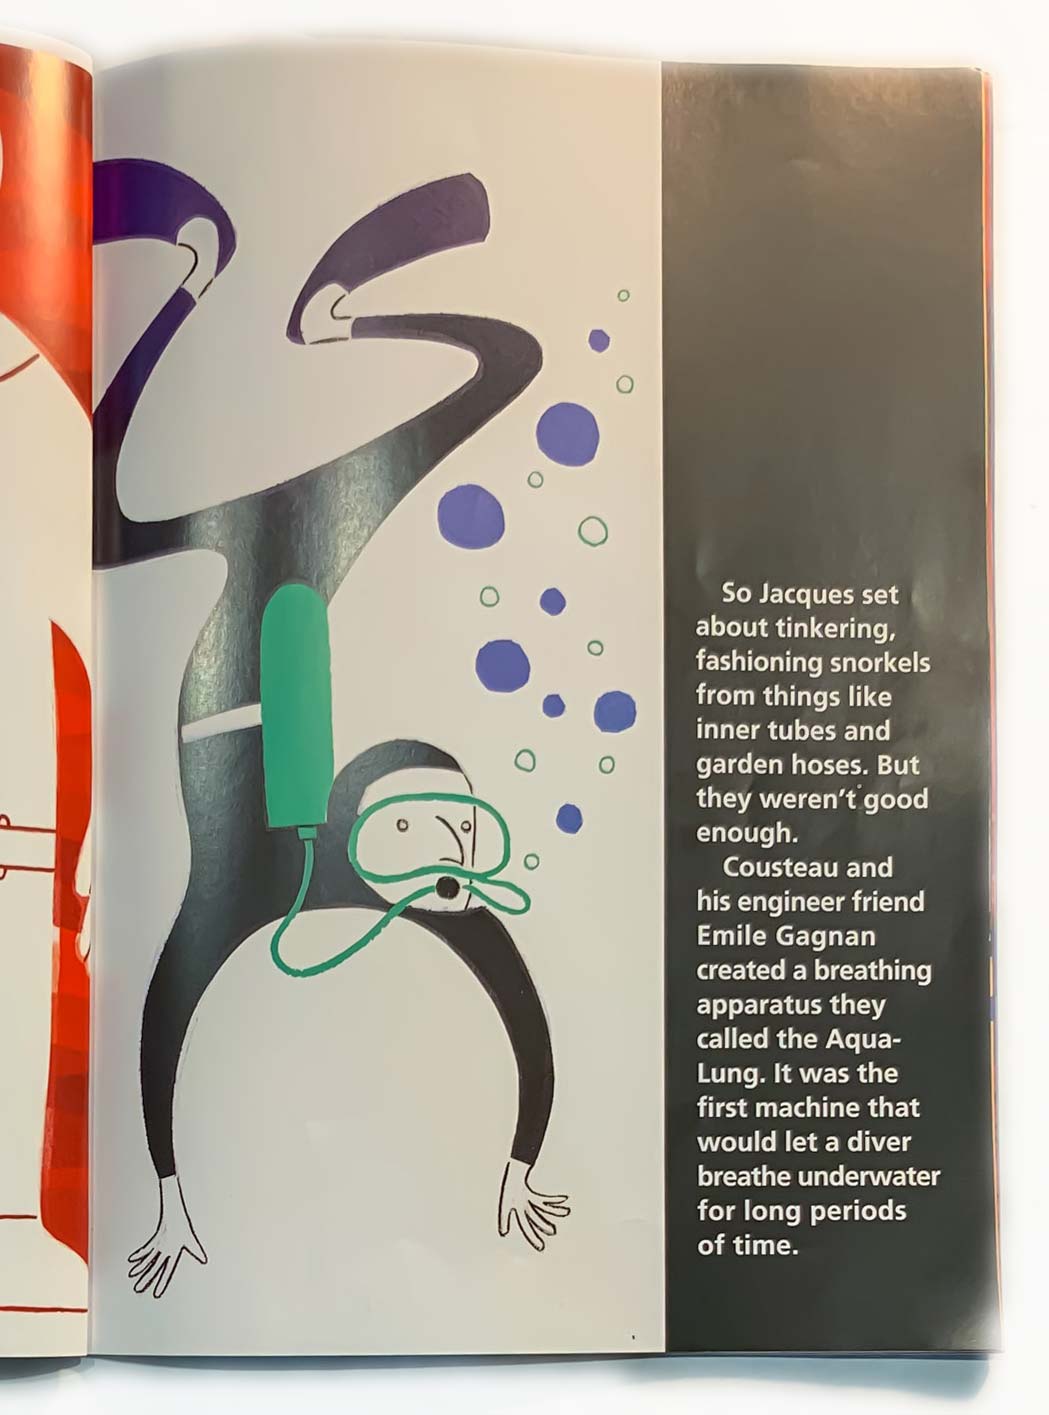 So Jacques set
about tinkering,
fashioning snorkels
from things like
inner tubes and
garden hoses. But
they weren't good
enough.
Cousteau and
his engineer friend
Emile Gagnan
created a breathing
apparatus they
called the Aqua-
Lung. It was the
first machine that
would let a diver
breathe underwater
for long periods
of time.